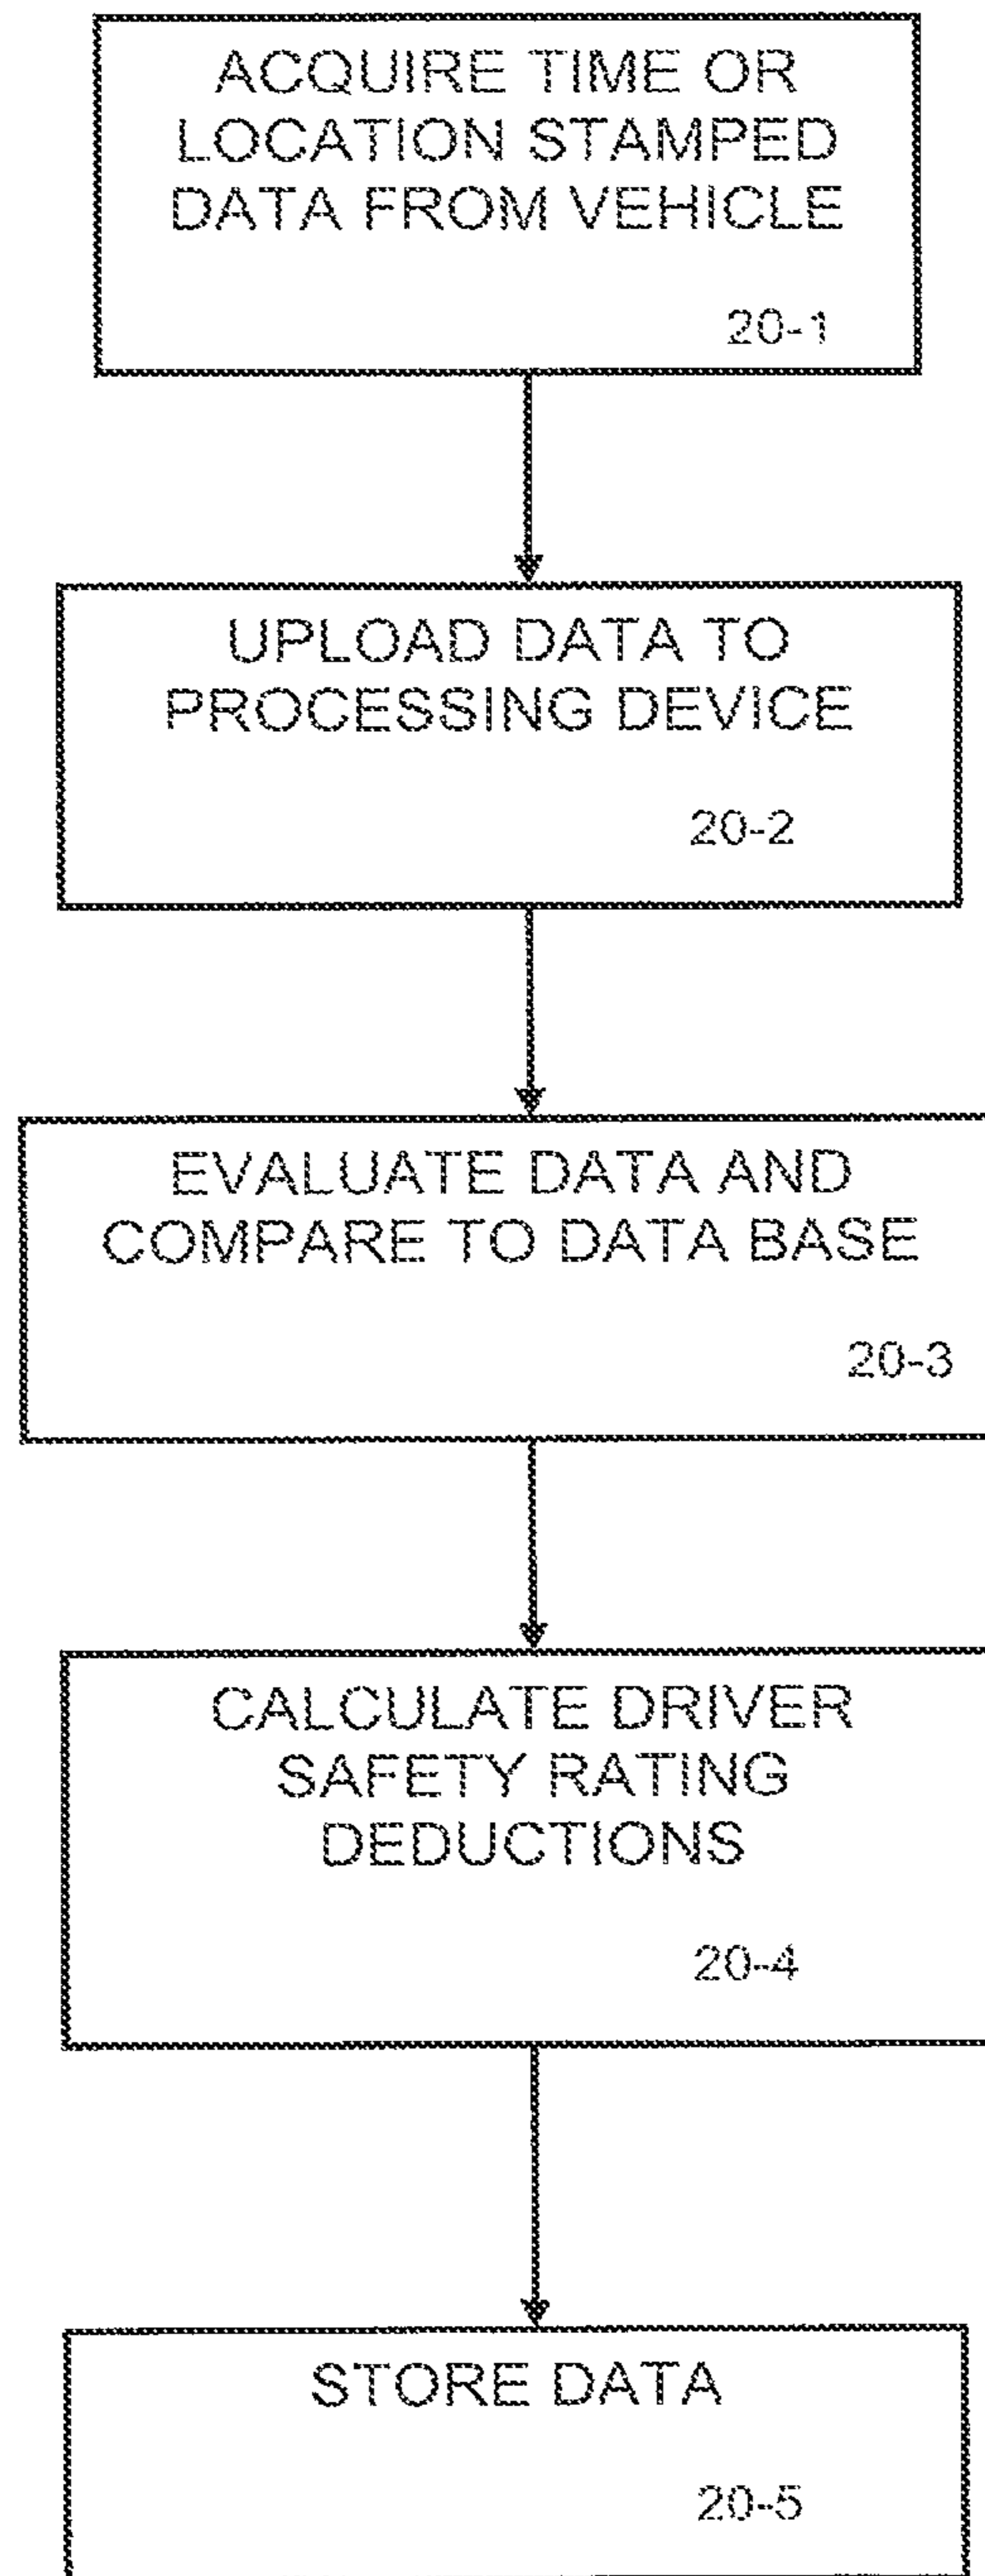 ACQUIRE TIME OR
LOCATION STAMPED
DATA FROM VEHICLE
20-1
UPLOAD DATA TO
PROCESSING DEVICE
20-2
EVALUATE DATA AND
COMPARE TO DATA BASE
20-3
CALCULATE DRIVER
SAFETY RATING
DEDUCTIONS
20-4
STORE DATA
20-5